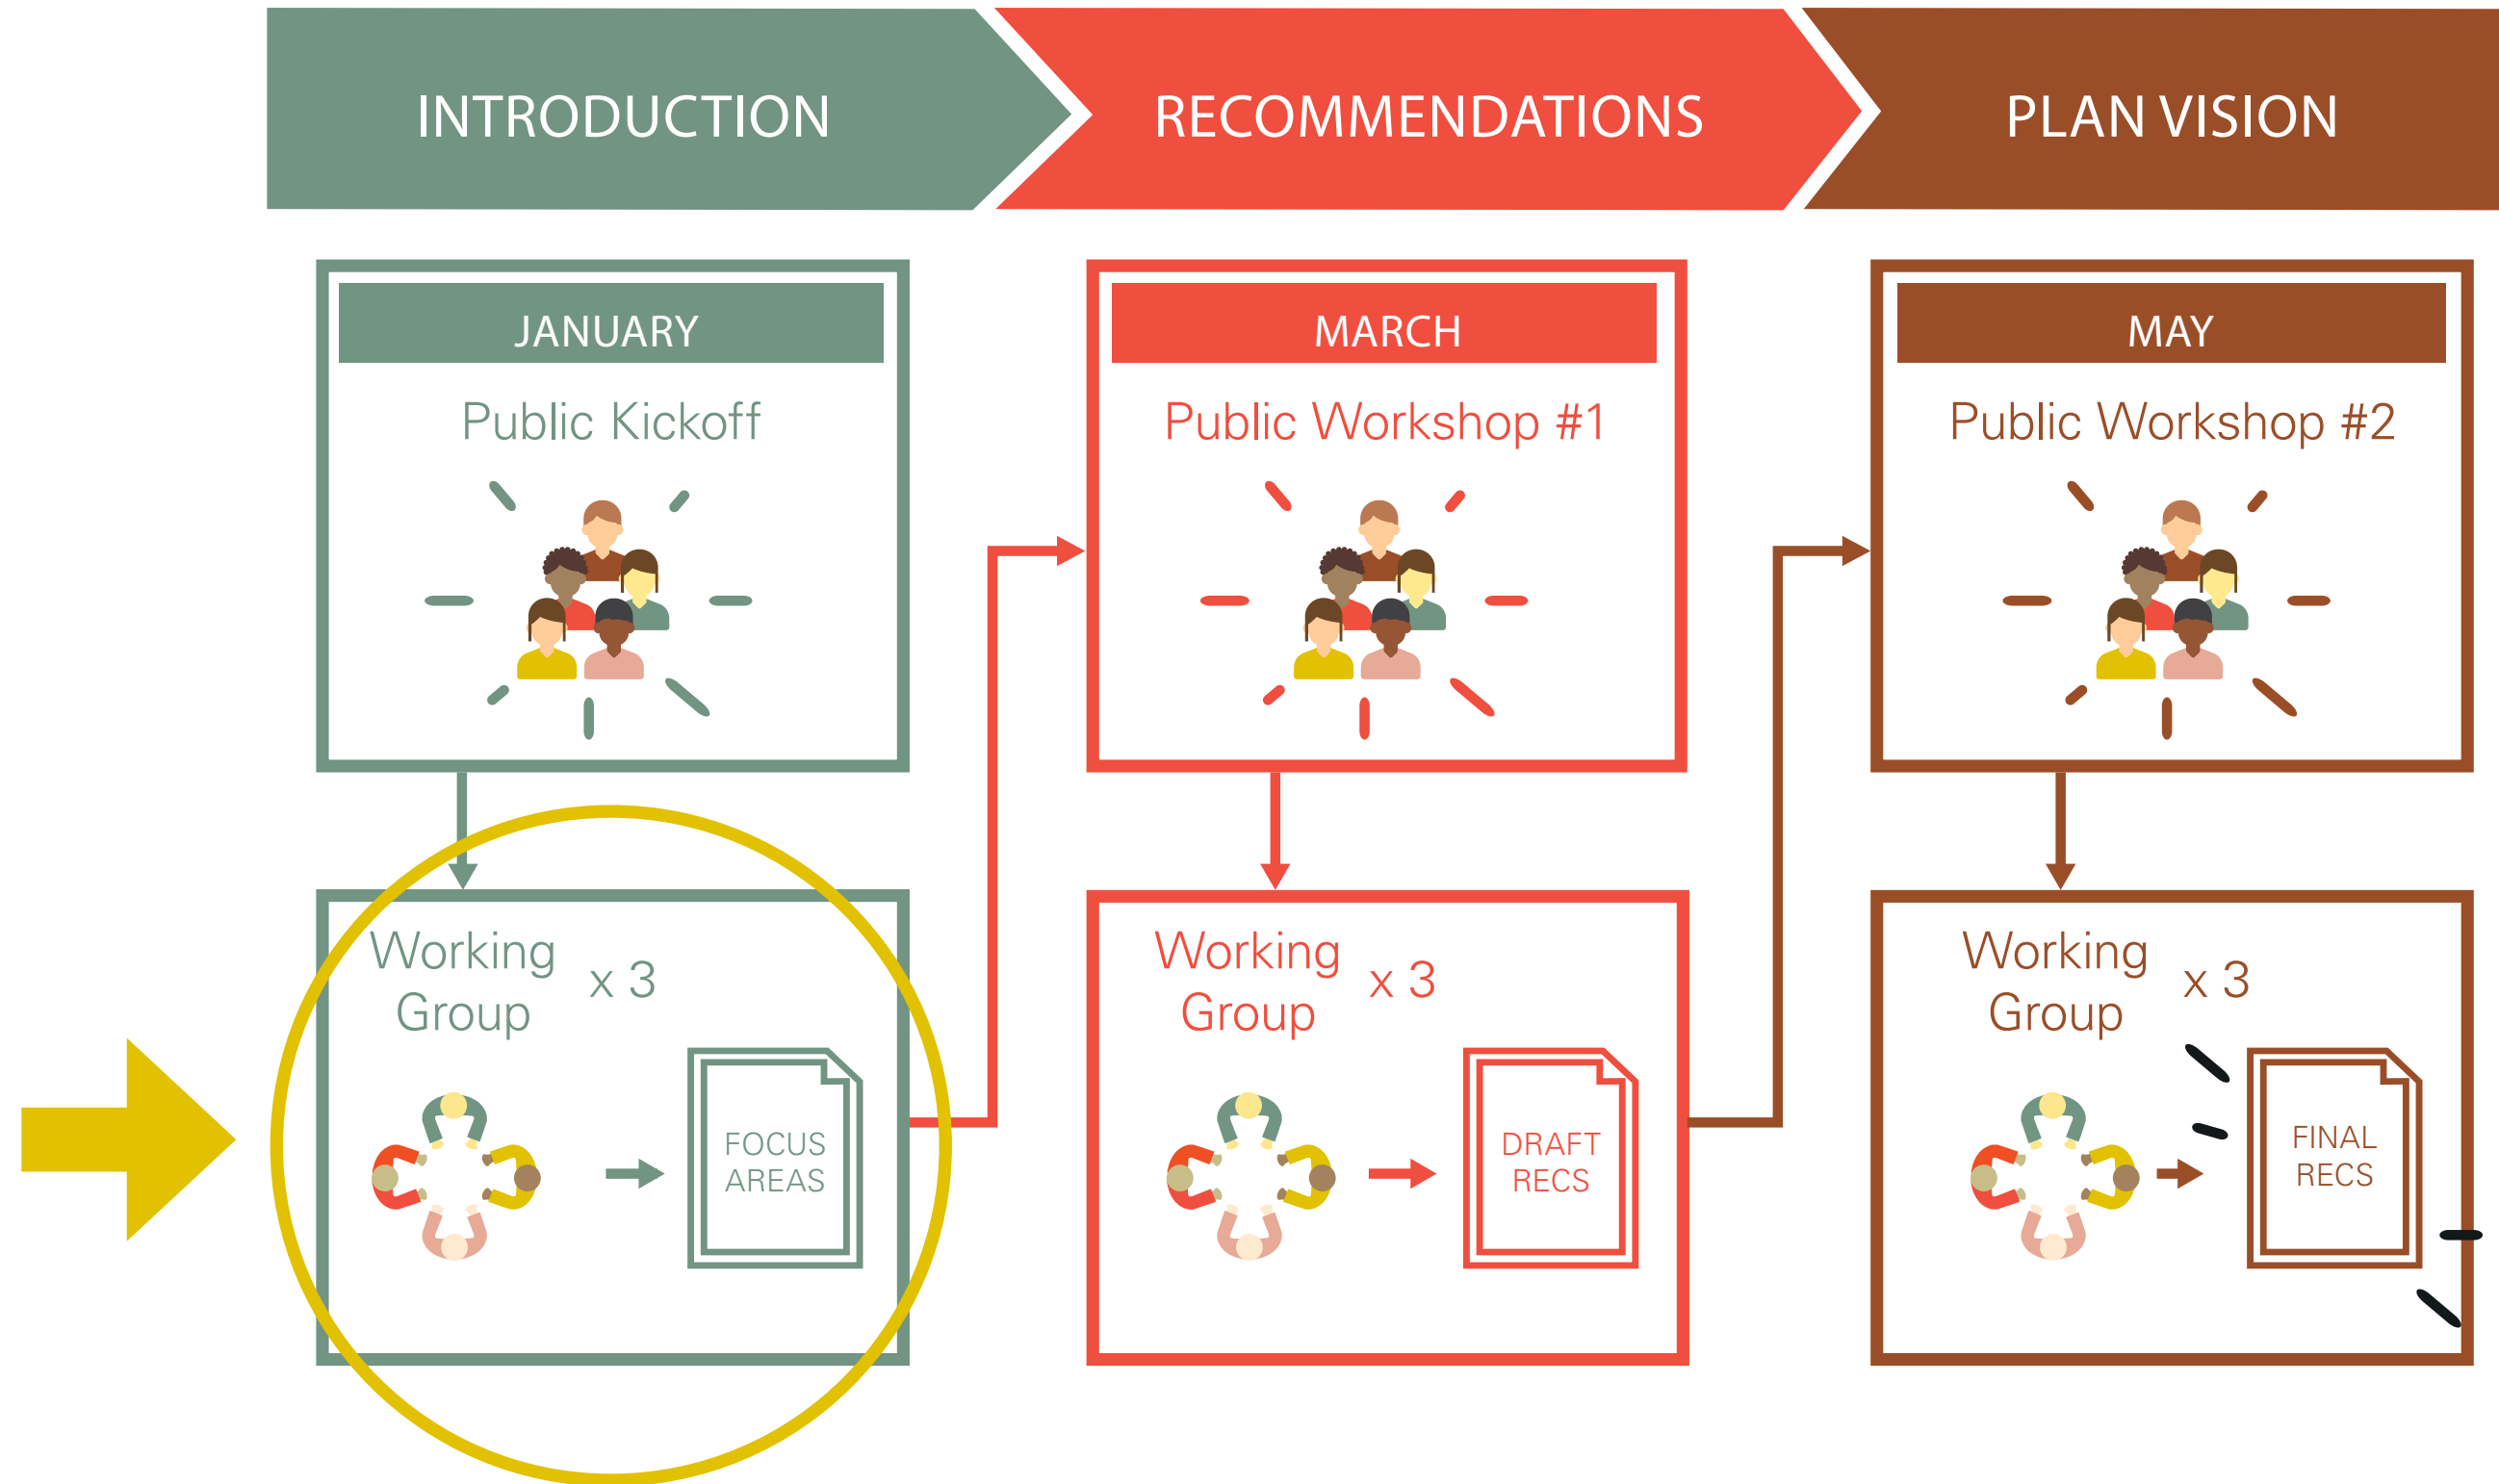 INTRODUCTION
RECOMMENDATIONS
PLAN VISION
JANUARY
Public Kickoff
MARCH
Public Workshop #1
MAY
Public Workshop #2
Working
Group
x 3
FOCUS
AREAS
Working
Group
x 3
DRAFT
RECS
Working
Group
x 3
FINAL
RECS